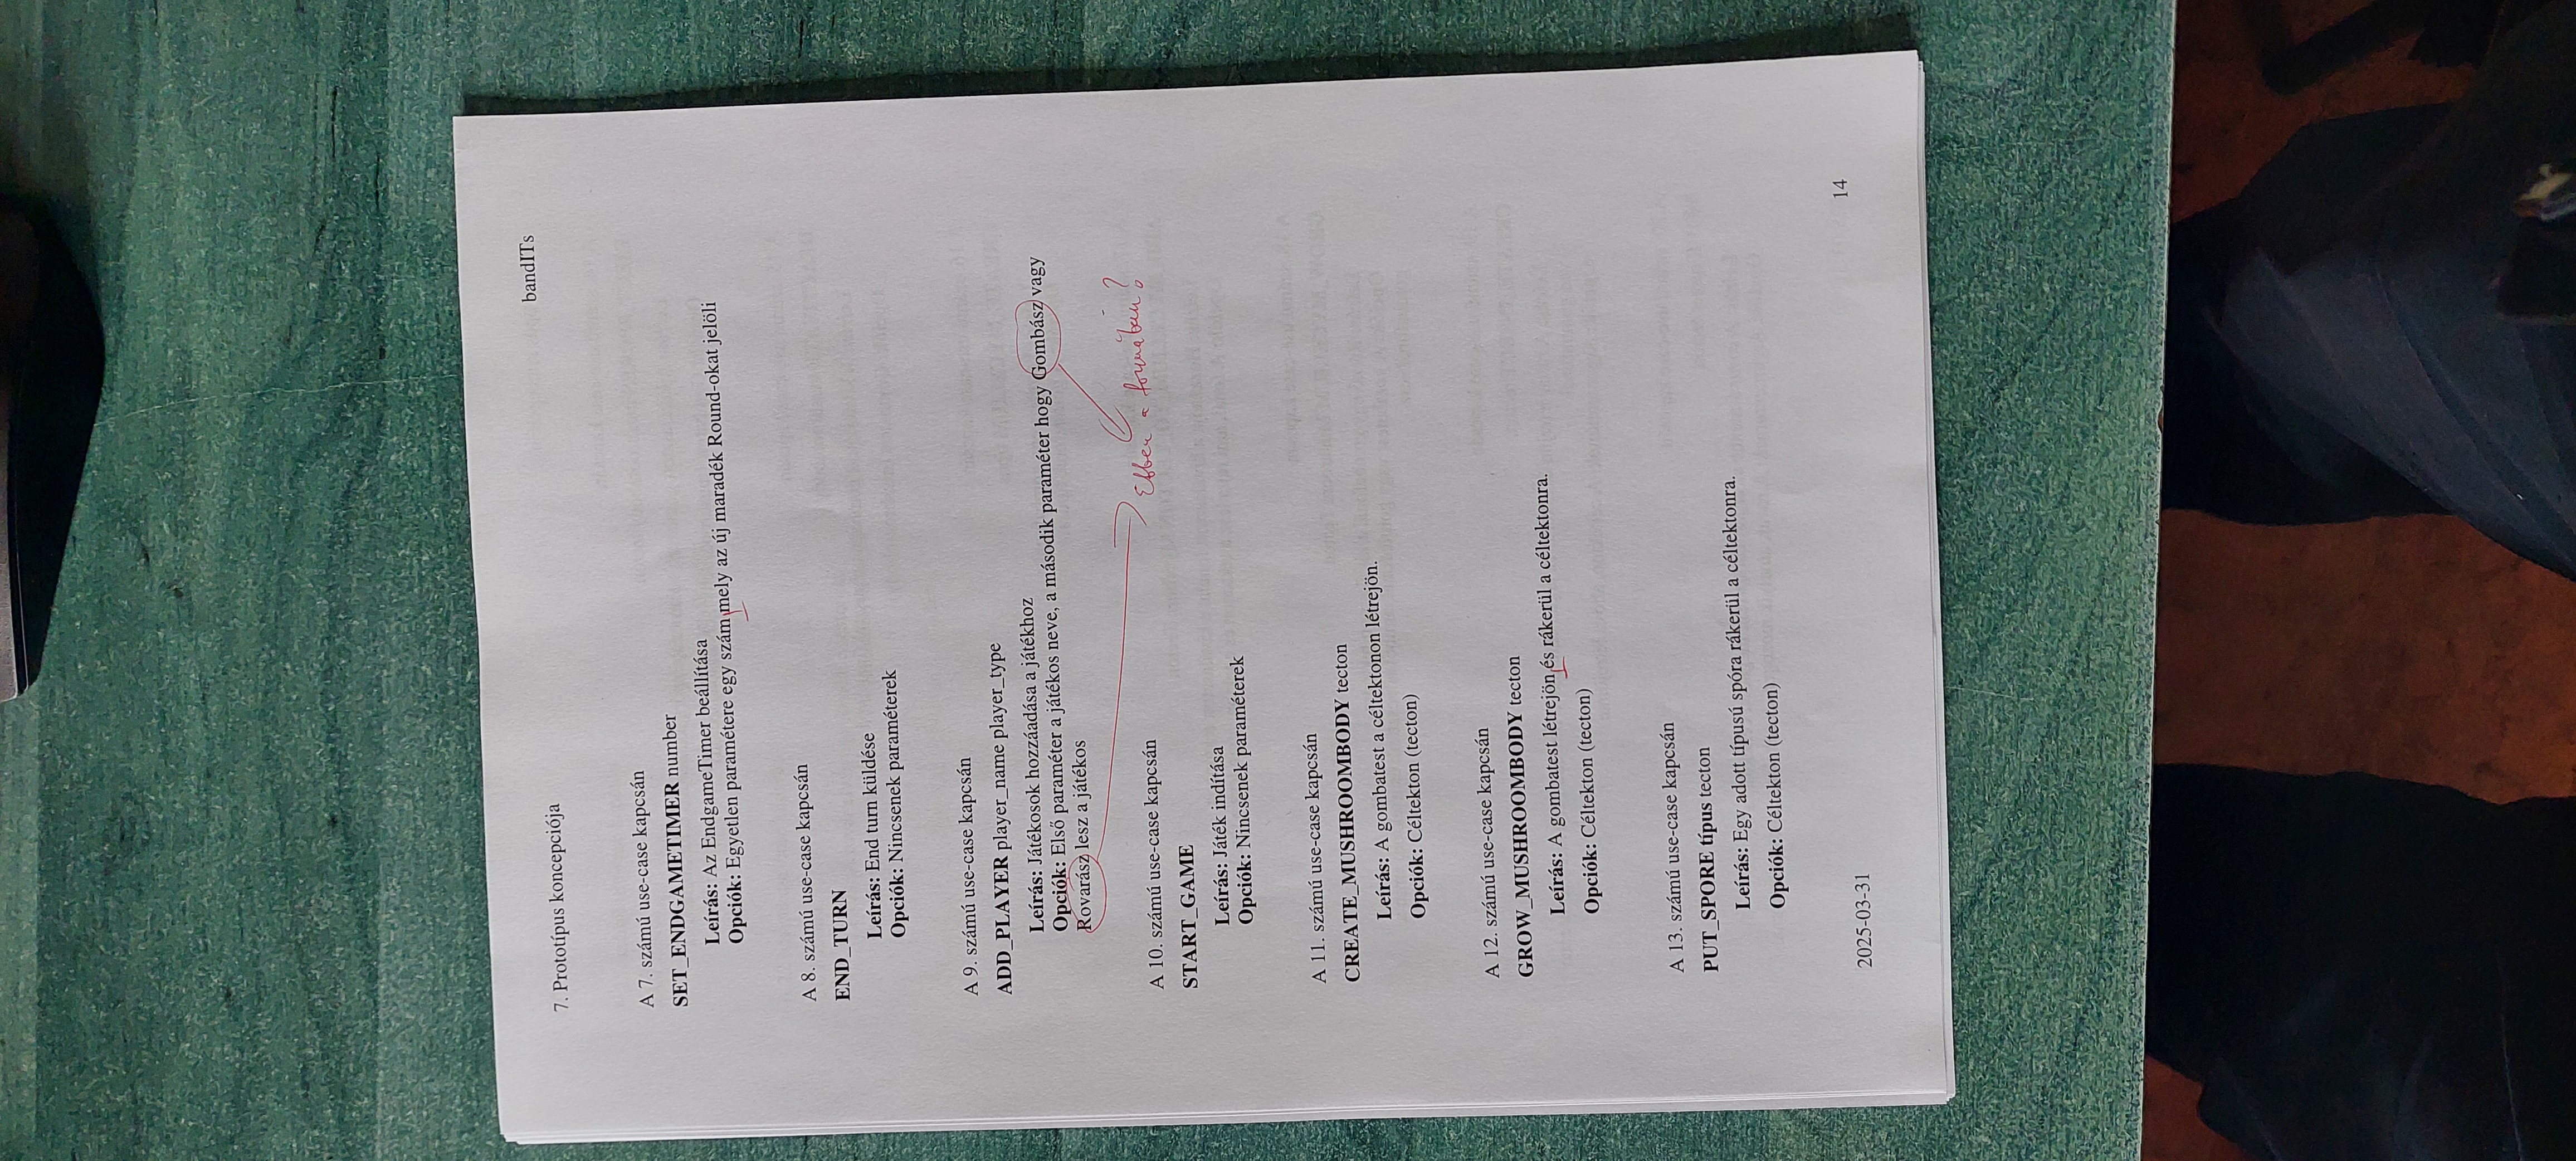 7. Prototípus koncepciója bandITs
A 7. számú use-case kapcsán
SET_ENDGAMETIMER number
Leírás: Az EndgameTimer beállítása
Opciók: Egyetlen paramétere egy szám mely az új maradék Round-okat jelöli
A 8. számú use-case kapcsán
END_TURN
Leírás: End turn küldése
Opciók: Nincsenek paraméterek
A 9. számú use-case kapcsán
ADD_PLAYER player_name player_type
Leírás: Játékosok hozzáadása a játékhoz
Opciók: Első paraméter a játékos neve, a második paraméter hogy Gombász vagy
Rovarász lesz a játékos
Ebben a formában?
A 10. számú use-case kapcsán
START_GAME
Leírás: Játék indítása
Opciók: Nincsenek paraméterek
A 11. számú use-case kapcsán
CREATE_MUSHROOMBODY tecton
Leírás: A gombatest a céltektonon létrejön.
Opciók: Céltekton (tecton)
A 12. számú use-case kapcsán
GROW_MUSHROOMBODY tecton
Leírás: A gombatest létrejön és rákerül a céltektonra.
Opciók: Céltekton (tecton)
A 13. számú use-case kapcsán
PUT_SPORE típus tecton
Leírás: Egy adott típusú spóra rákerül a céltektonra.
Opciók: Céltekton (tecton)
2025-03-31 14